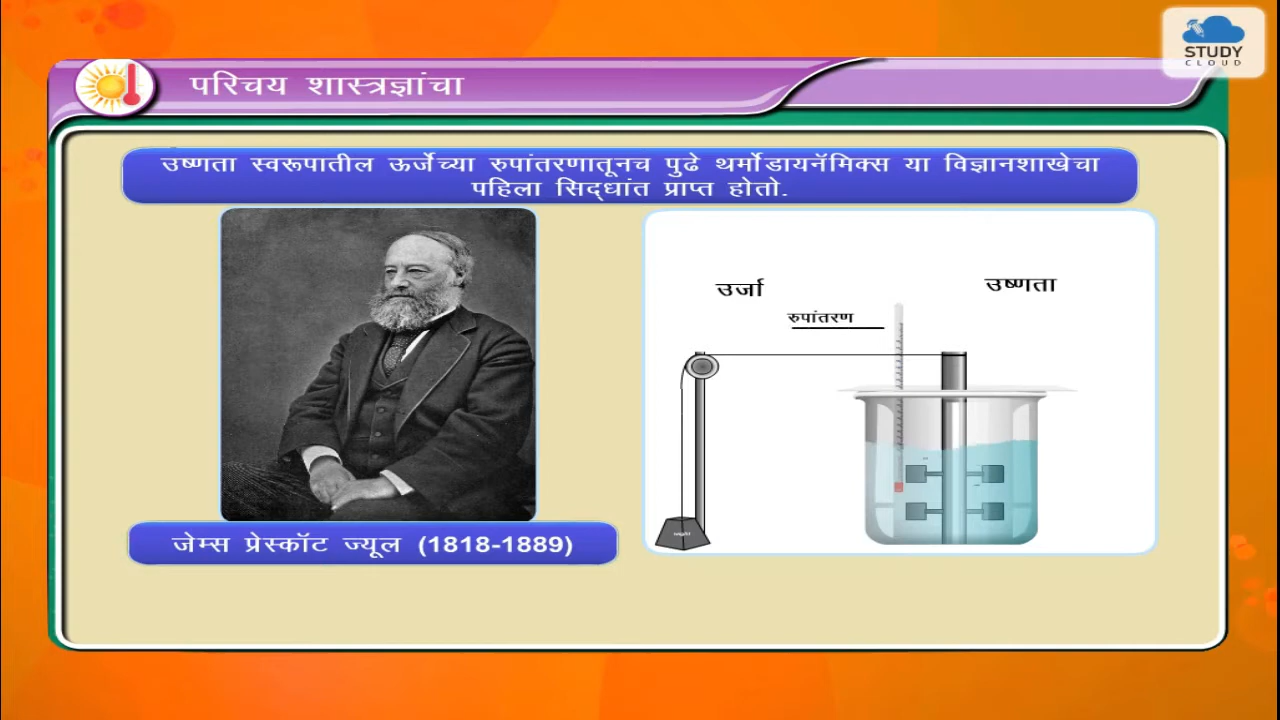 STUDY
CLOUD
परिचय शास्त्रज्ञांचा
उष्णता स्वरूपातील ऊर्जेच्या रुपांतरणातूनच पुढे थर्मोडायनॅमिक्स या विज्ञानशाखेचा
पहिला सिद्धांत प्राप्त होतो.
उर्जा
उष्णता
रुपांतरण
जेम्स प्रेस्कॉट ज्यूल (1818-1889)